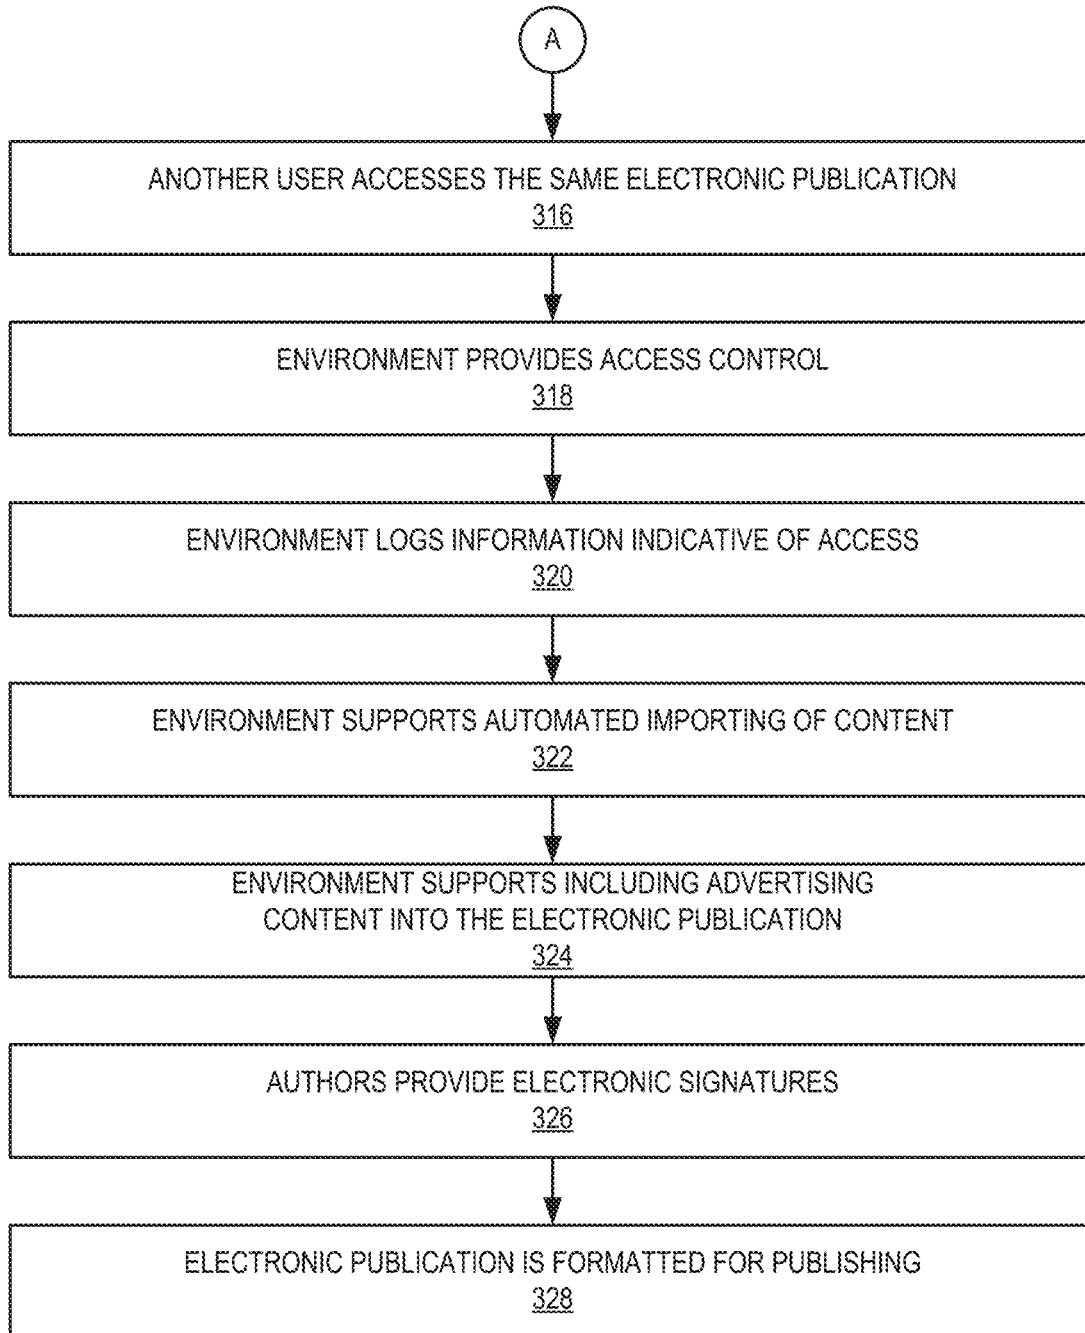 A
ANOTHER USER ACCESSES THE SAME ELECTRONIC PUBLICATION
316
ENVIRONMENT PROVIDES ACCESS CONTROL
318
ENVIRONMENT LOGS INFORMATION INDICATIVE OF ACCESS
320
ENVIRONMENT SUPPORTS AUTOMATED IMPORTING OF CONTENT
322
ENVIRONMENT SUPPORTS INCLUDING ADVERTISING
CONTENT INTO THE ELECTRONIC PUBLICATION
324
AUTHORS PROVIDE ELECTRONIC SIGNATURES
326
ELECTRONIC PUBLICATION IS FORMATTED FOR PUBLISHING
328